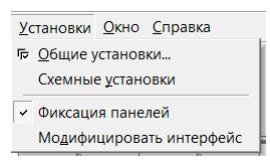 Установки Окно Справка
Общие установки...
Схемные установки
Фиксация панелей
Модифицировать интерфейс